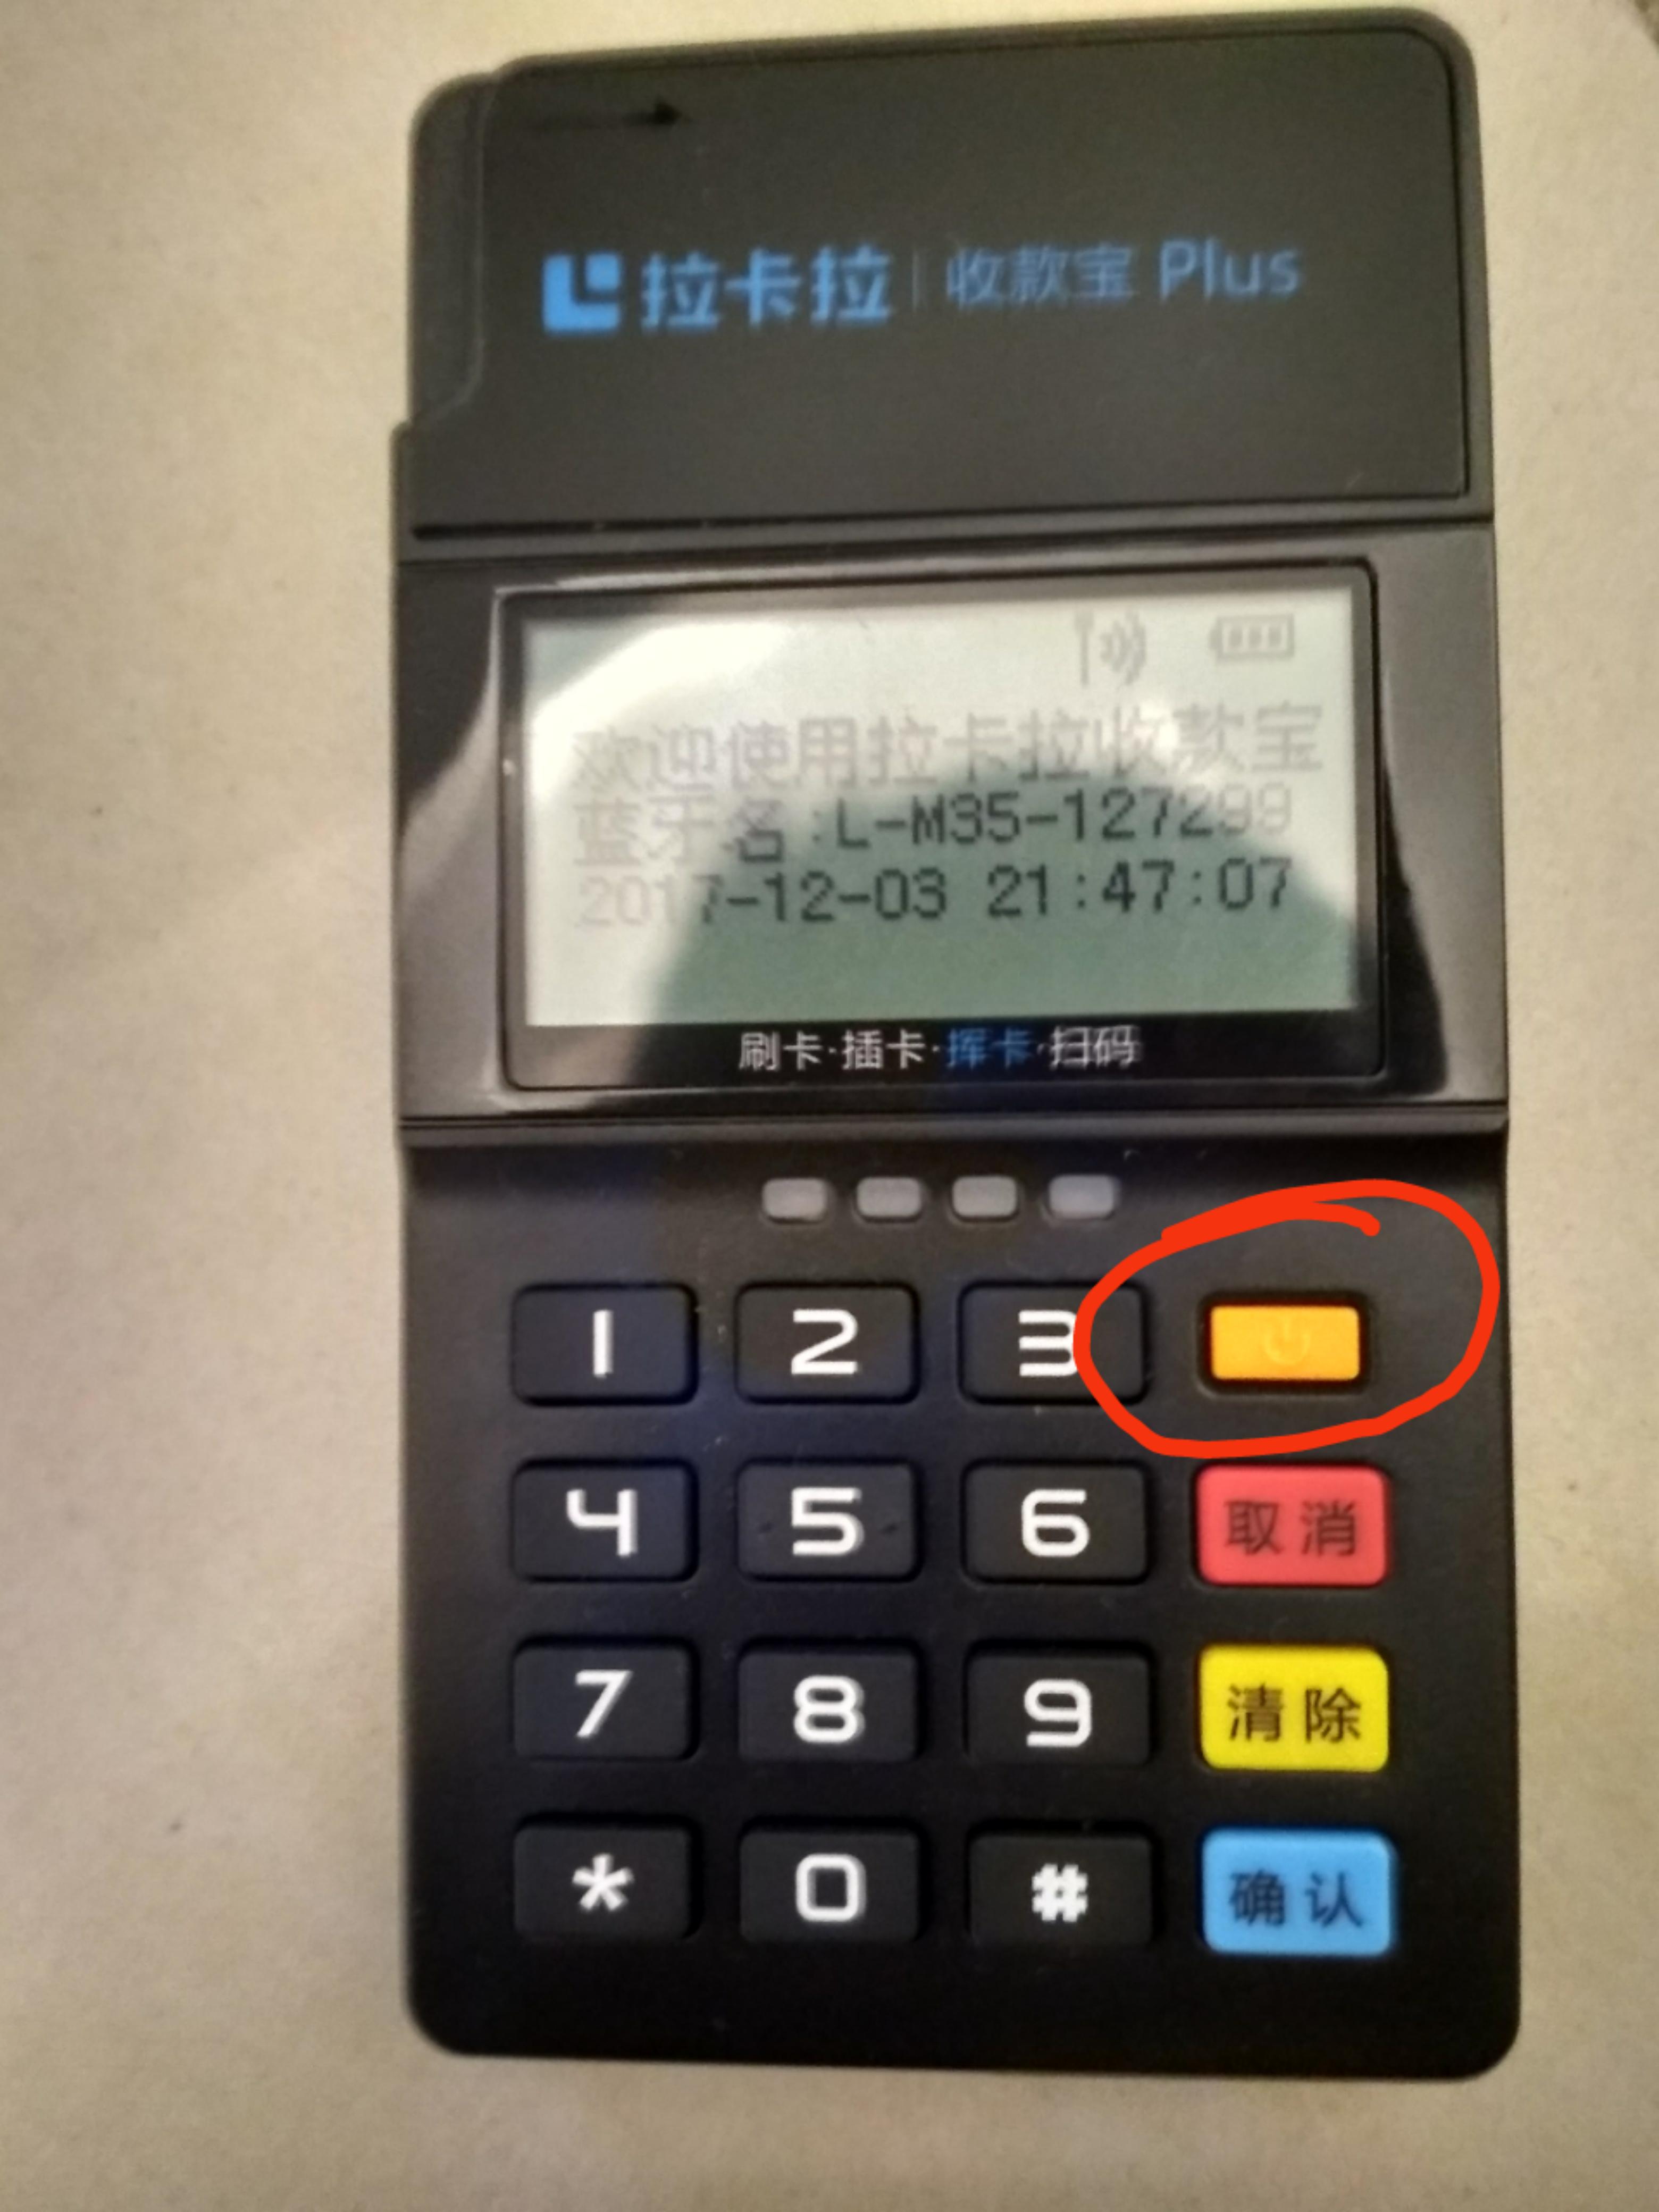 拉卡拉 | 收款宝 Plus
欢迎使用拉卡拉收款宝
蓝牙名:L-M35-127299
2017-12-03 21:47:07
刷卡·插卡·挥卡·扫码
1 2 3
4 5 6 取消
7 8 9 清除
* 0 # 确认